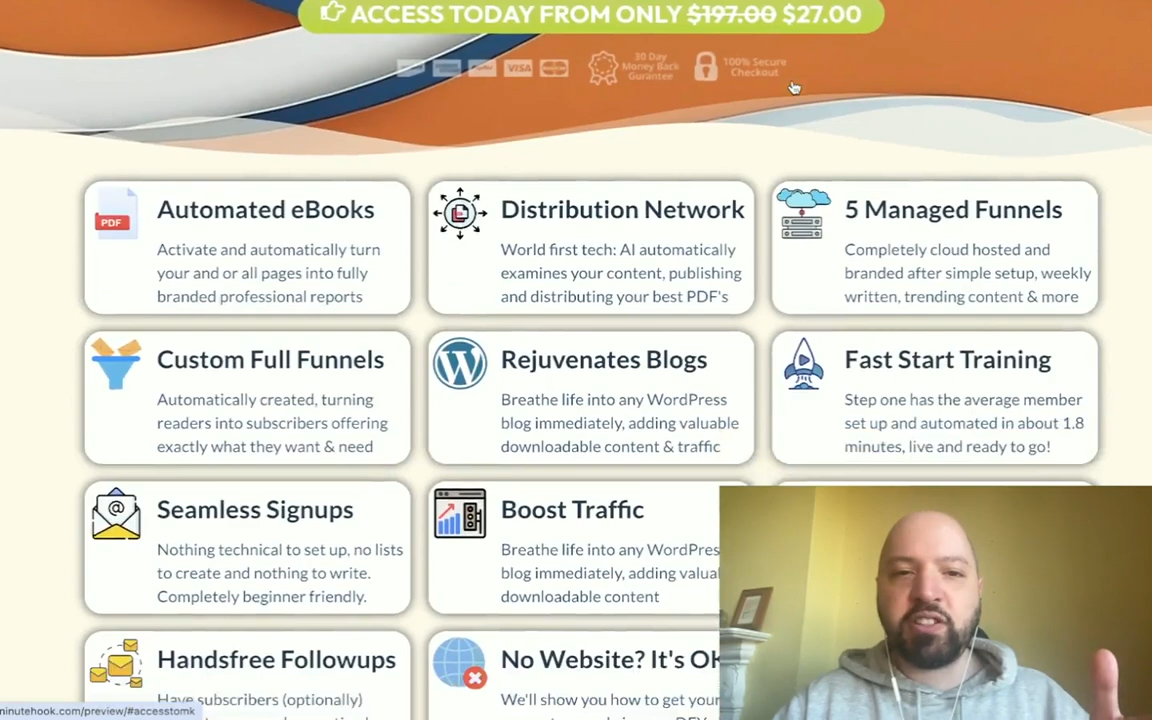 ACCESS TODAY FROM ONLY $197.00 $27.00
VISA
30 Day
Money Back
Gurantee
100% Secure
Checkout
PDF
Automated eBooks
Activate and automatically turn
your and or all pages into fully
branded professional reports
Distribution Network
World first tech: AI automatically
examines your content, publishing
and distributing your best PDF's
5 Managed Funnels
Completely cloud hosted and
branded after simple setup, weekly
written, trending content & more
Custom Full Funnels
Automatically created, turning
readers into subscribers offering
exactly what they want & need
Rejuvenates Blogs
Breathe life into any WordPress
blog immediately, adding valuable
downloadable content & traffic
Fast Start Training
Step one has the average member
set up and automated in about 1.8
minutes, live and ready to go!
Seamless Signups
Nothing technical to set up, no lists
to create and nothing to write.
Completely beginner friendly.
Boost Traffic
Breathe life into any WordPres
blog immediately, adding valual
downloadable content
Handsfree Followups
Have subscribers (optionally)
No Website? It's OK
We'll show you how to get your
minutehook.com/preview/#accesstomk